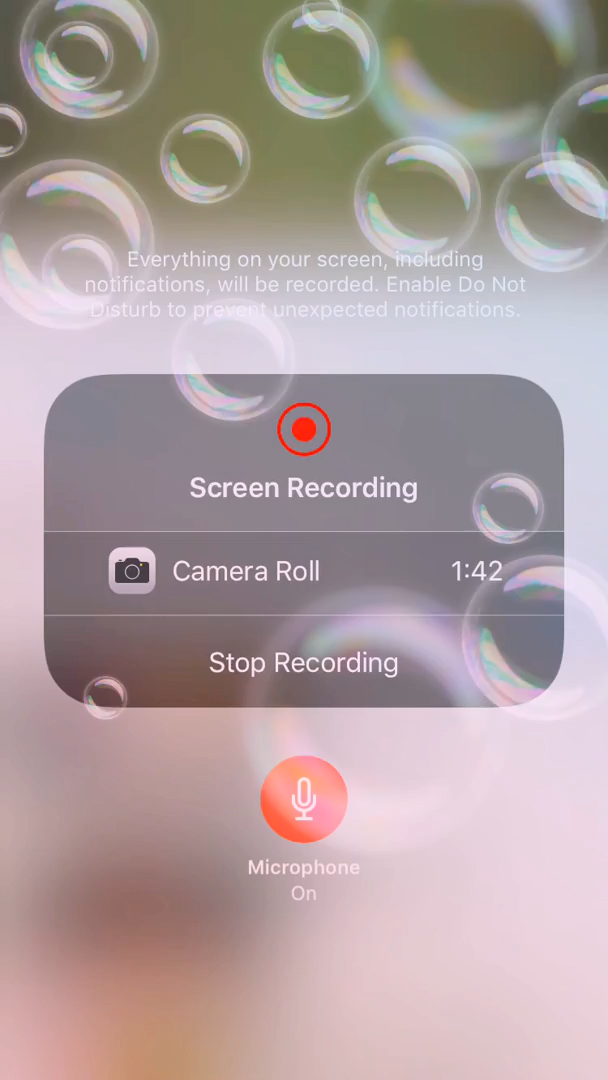 Everything on your screen, including
notifications, will be recorded. Enable Do Not
Disturb to prevent unexpected notifications.
Screen Recording
Camera Roll 1:42
Stop Recording
Microphone
On